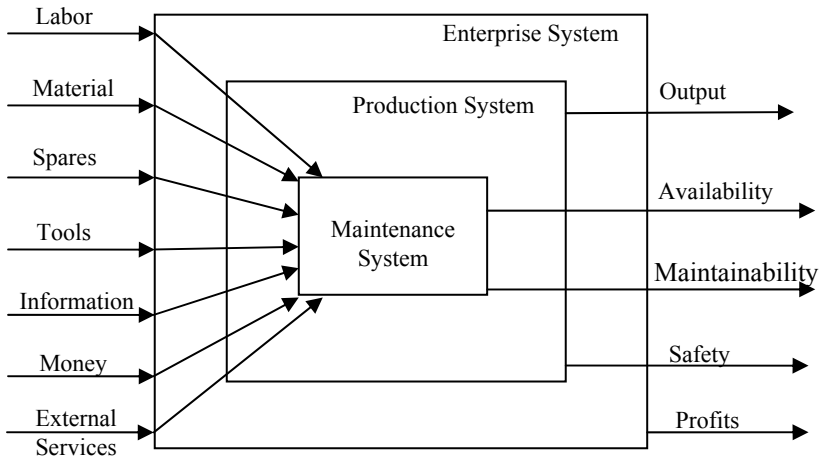 Labor
Material
Spares
Tools
Information
Money
External
Services
Enterprise System
Production System
Maintenance
System
Output
Availability
Maintainability
Safety
Profits